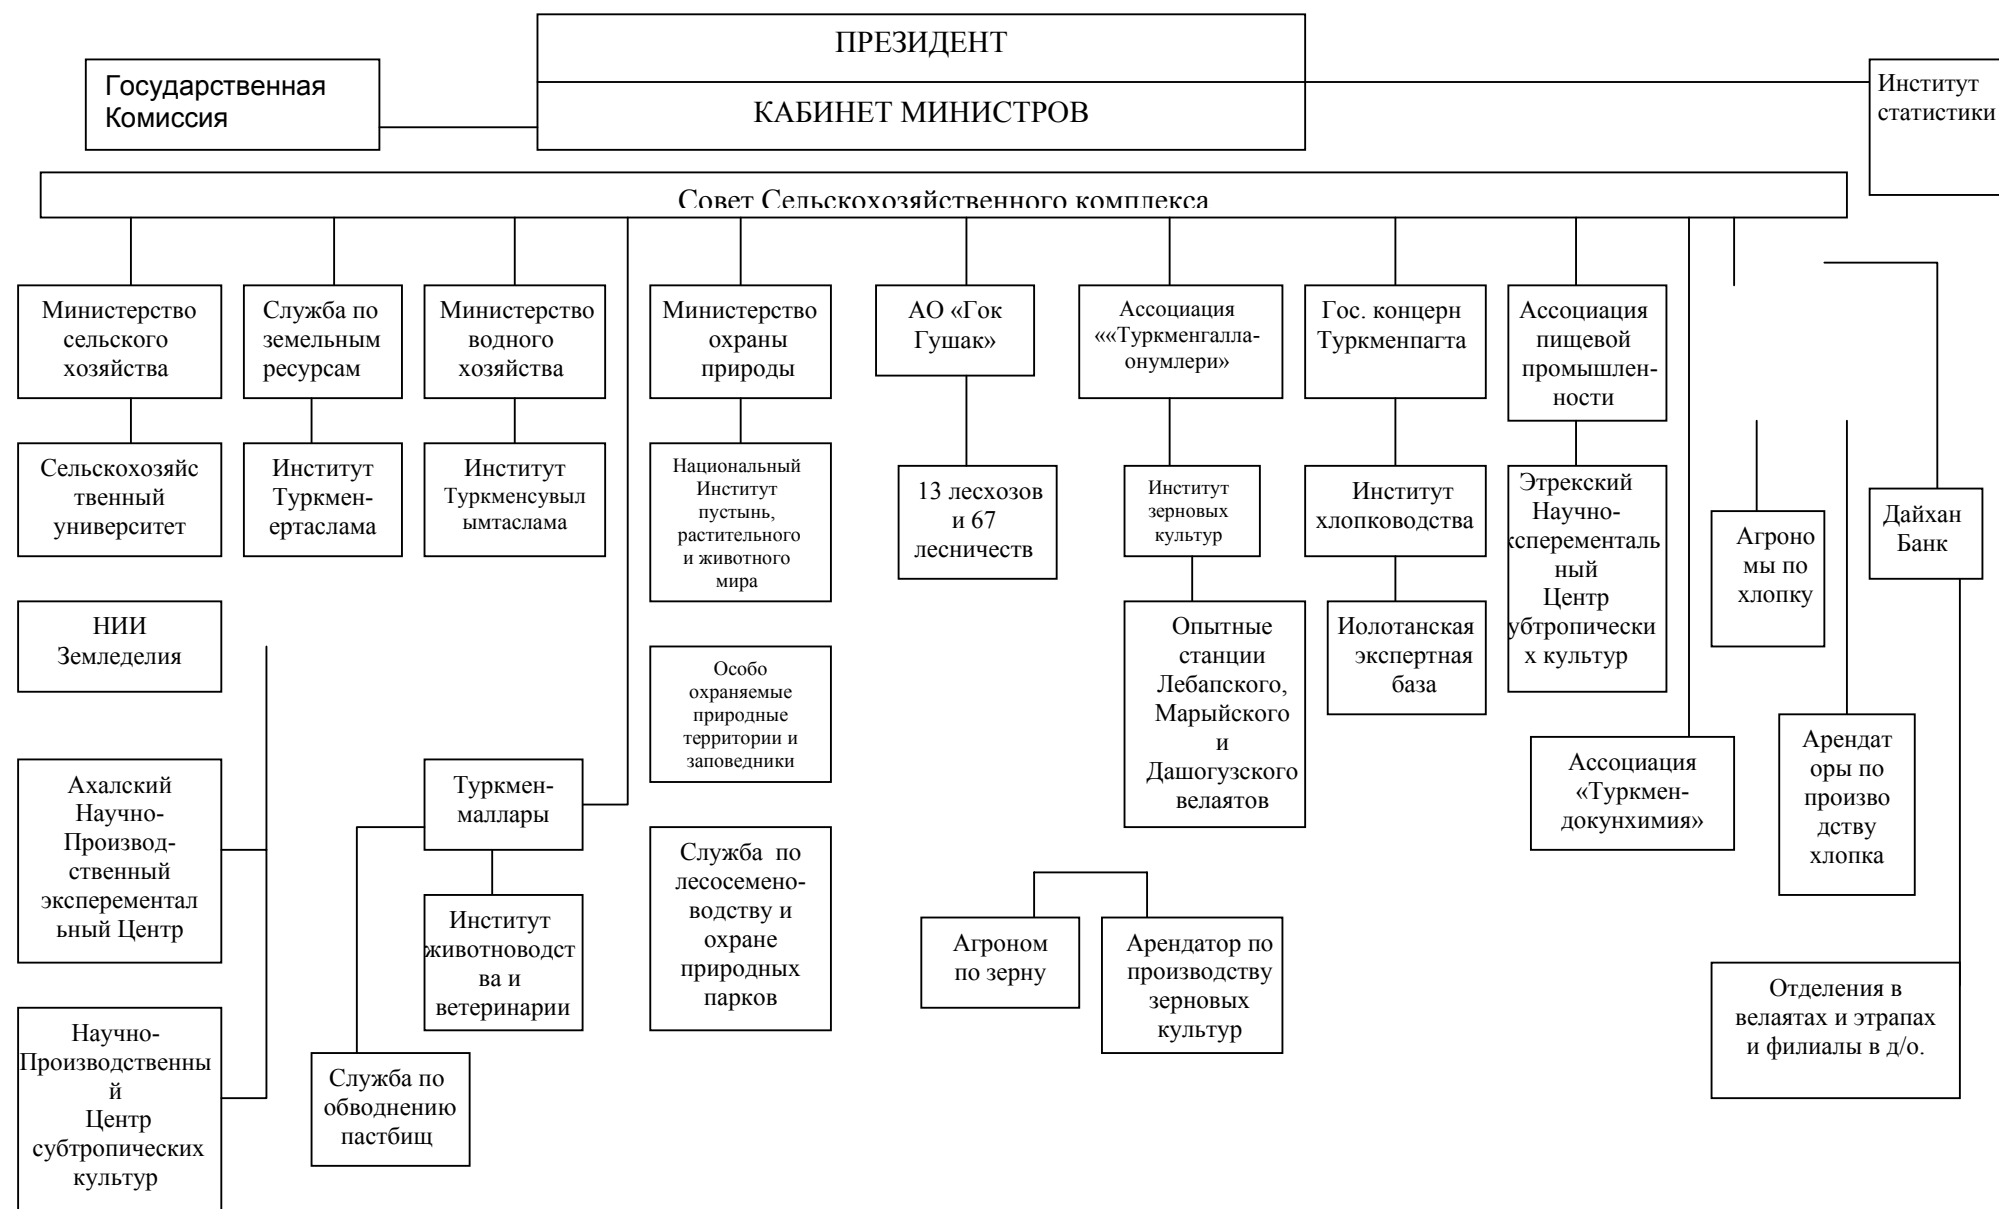 ПРЕЗИДЕНТ
КАБИНЕТ МИНИСТРОВ
Государственная
Комиссия
Институт
статистики
Совет Сельскохозяйственного комплекса
Министерство
сельского
хозяйства
Служба по
земельным
ресурсам
Министерство
водного
хозяйства
Министерство
охраны
природы
АО «Гок
Гушак»
Ассоциация
««Туркменгалла-
онумлери»
Гос. концерн
Туркменпагта
Ассоциация
пищевой
промышлен-
ности
Сельскохозяйс
твенный
университет
Институт
Туркмен-
ертаслама
Институт
Туркменсувыл
ымтаслама
Национальный
Институт
пустынь,
растительного
и животного
мира
13 лесхозов
и 67
лесничеств
Институт
зерновых
культур
Институт
хлопководства
Этрекский
Научно-
ксперементаль
ный
Центр
убтропически
х культур
Агроно
мы по
хлопку
Дайхан
Банк
НИИ
Земледелия
Особо
охраняемые
природные
территории и
заповедники
Опытные
станции
Лебапского,
Марыйского
и
Дашогузского
велаятов
Иолотанская
экспертная
база
Ахалский
Научно-
Производ-
ственный
эксперементал
ьный Центр
Туркмен-
маллары
Ассоциация
«Туркмен-
докунхимия»
Арендат
оры по
произво
дству
хлопка
Служба по
лесосемено-
водству и
охране
природных
парков
Институт
животноводст
ва и
ветеринарии
Агроном
по зерну
Арендатор по
производству
зерновых
культур
Отделения в
велаятах и этрапах
и филиалы в д/о.
Научно-
Производственны
й
Центр
субтропических
культур
Служба по
обводнению
пастбищ